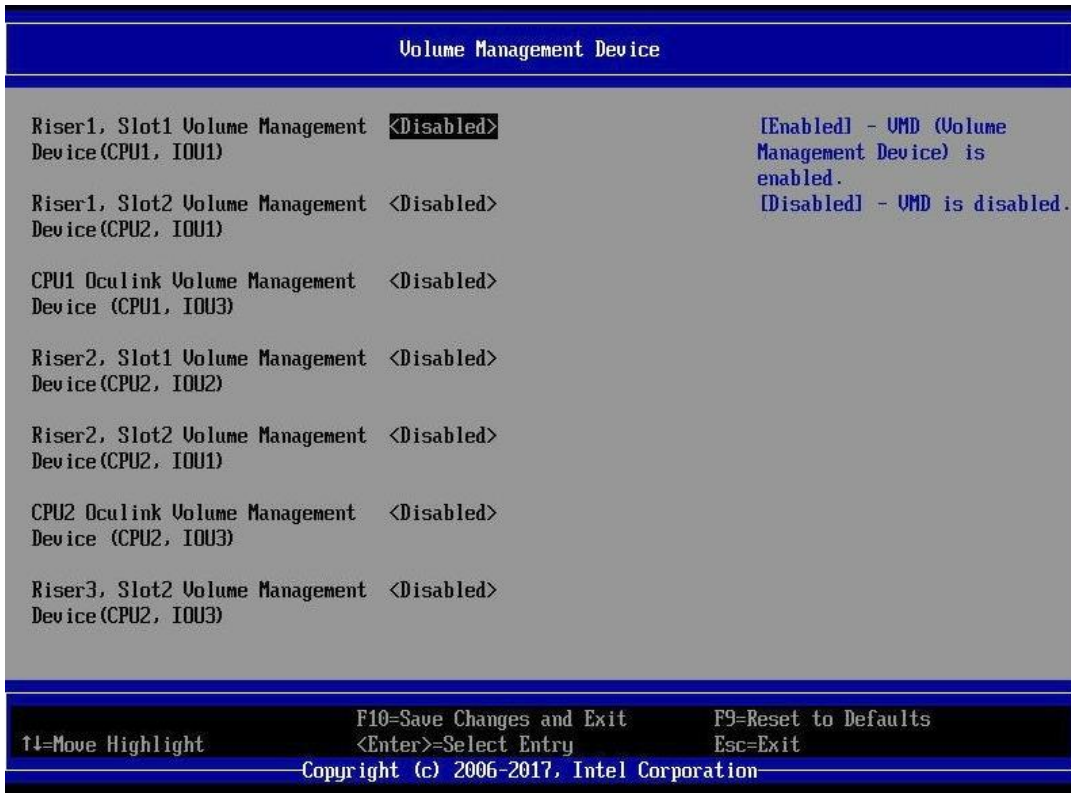 Volume Management Device
Riser1, Slot1 Volume Management <Disabled>
Device(CPU1, IOU1)
Riser1, Slot2 Volume Management <Disabled>
Device(CPU2, IOU1)
CPU1 Oculink Volume Management <Disabled>
Device (CPU1, IOU3)
Riser2, Slot1 Volume Management <Disabled>
Device(CPU2, IOU2)
Riser2, Slot2 Volume Management <Disabled>
Device(CPU2, IOU1)
CPU2 Oculink Volume Management <Disabled>
Device (CPU2, IOU3)
Riser3, Slot2 Volume Management <Disabled>
Device(CPU2, IOU3)
[Enabled] - VMD (Volume
Management Device) is
enabled.
[Disabled] - VMD is disabled.
F10=Save Changes and Exit F9=Reset to Defaults
↑↓=Move Highlight <Enter>=Select Entry Esc=Exit
Copyright (c) 2006-2017, Intel Corporation